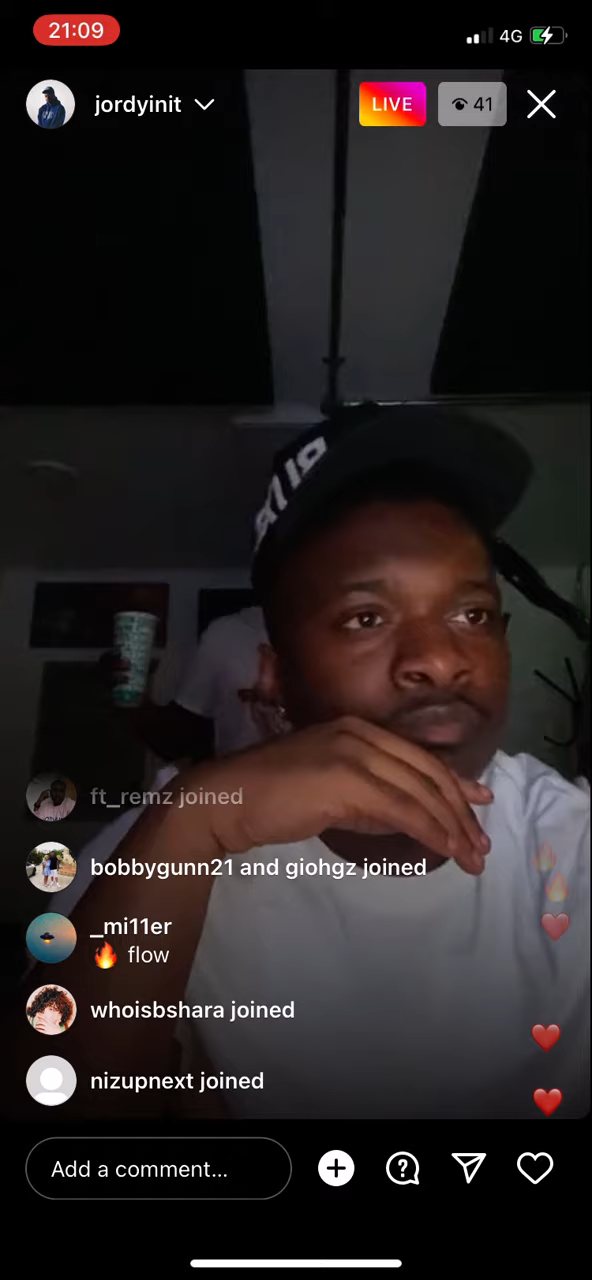 21:09
4G
jordyinit
LIVE
41
ft_remz joined
bobbygunn21 and giohgz joined
_mi11er
🔥 flow
whoisbshara joined
nizupnext joined
Add a comment...